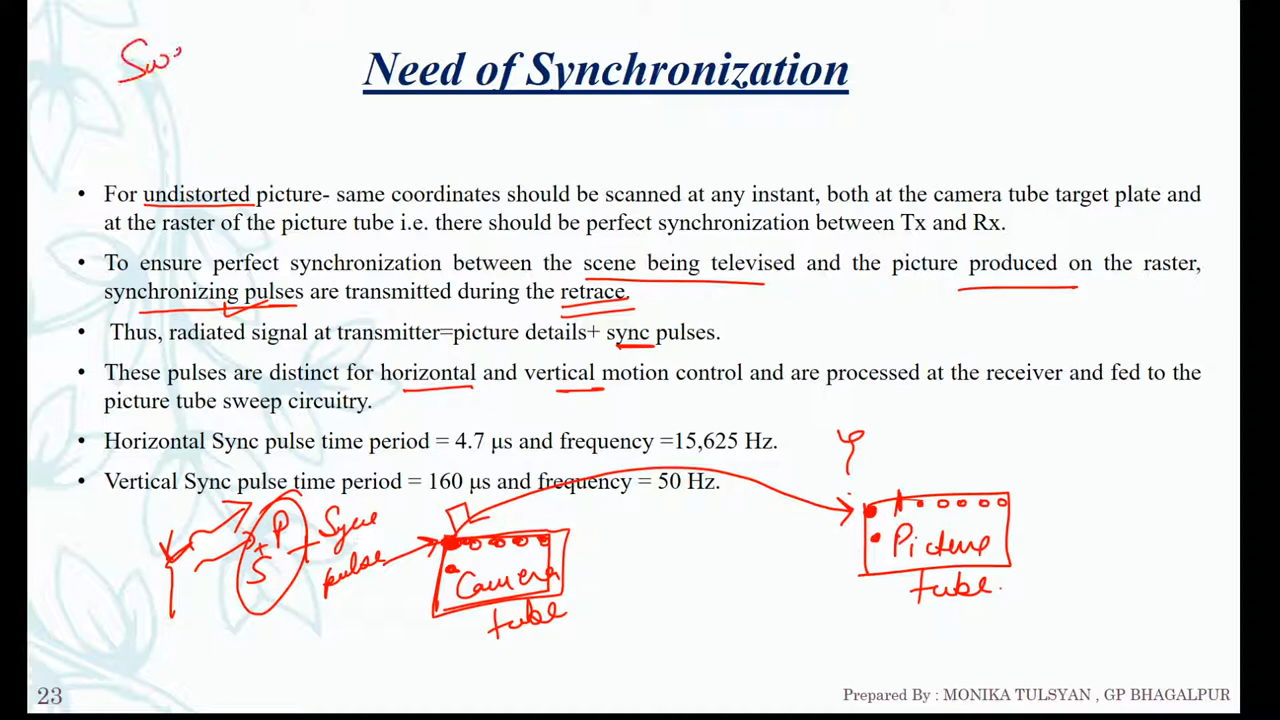 Need of Synchronization
• For undistorted picture- same coordinates should be scanned at any instant, both at the camera tube target plate and
at the raster of the picture tube i.e. there should be perfect synchronization between Tx and Rx.
• To ensure perfect synchronization between the scene being televised and the picture produced on the raster,
synchronizing pulses are transmitted during the retrace.
• Thus, radiated signal at transmitter=picture details+ sync pulses.
• These pulses are distinct for horizontal and vertical motion control and are processed at the receiver and fed to the
picture tube sweep circuitry.
• Horizontal Sync pulse time period = 4.7 μs and frequency =15,625 Hz.
• Vertical Sync pulse time period = 160 μs and frequency = 50 Hz.
P
+
S
+ Sync
pulse
Camera
tube
Picture
tube.
23
Prepared By : MONIKA TULSYAN , GP BHAGALPUR